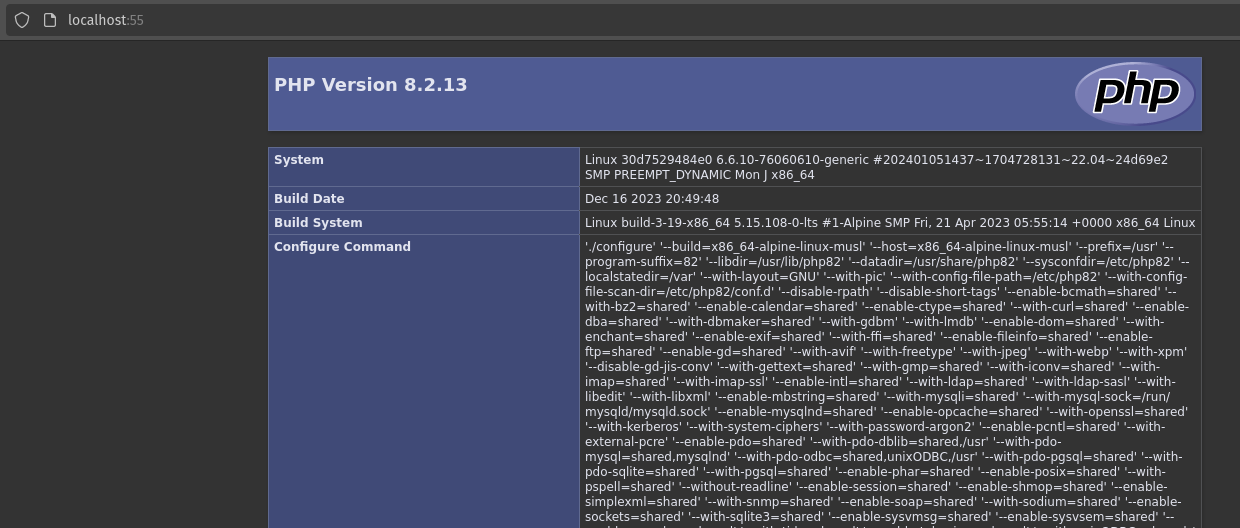 localhost:55
PHP Version 8.2.13
php
System
Linux 30d7529484e0 6.6.10-76060610-generic #202401051437~1704728131~22.04~24d69e2
SMP PREEMPT_DYNAMIC Mon J x86_64
Build Date
Dec 16 2023 20:49:48
Build System
Linux build-3-19-x86_64 5.15.108-0-lts #1-Alpine SMP Fri, 21 Apr 2023 05:55:14 +0000 x86_64 Linux
Configure Command
'./configure' '--build=x86_64-alpine-linux-musl' '--host=x86_64-alpine-linux-musl' '--prefix=/usr' '--
program-suffix=82' '--libdir=/usr/lib/php82' '--datadir=/usr/share/php82' '--sysconfdir=/etc/php82' '--
localstatedir=/var' '--with-layout=GNU' '--with-pic' '--with-config-file-path=/etc/php82' '--with-config-
file-scan-dir=/etc/php82/conf.d' '--disable-rpath' '--disable-short-tags' '--enable-bcmath=shared' '--
with-bz2=shared' '--enable-calendar=shared' '--enable-ctype=shared' '--with-curl=shared' '--enable-
dba=shared' '--with-dbmaker=shared' '--with-gdbm' '--with-lmdb' '--enable-dom=shared' '--with-
enchant=shared' '--enable-exif=shared' '--with-ffi=shared' '--enable-fileinfo=shared' '--enable-
ftp=shared' '--enable-gd=shared' '--with-avif' '--with-freetype' '--with-jpeg' '--with-webp' '--with-xpm'
'--disable-gd-jis-conv' '--with-gettext=shared' '--with-gmp=shared' '--with-iconv=shared' '--with-
imap=shared' '--with-imap-ssl' '--enable-intl=shared' '--with-ldap=shared' '--with-ldap-sasl' '--with-
libedit' '--with-libxml' '--enable-mbstring=shared' '--with-mysqli=shared' '--with-mysql-sock=/run/
mysqld/mysqld.sock' '--enable-mysqlnd=shared' '--enable-opcache=shared' '--with-openssl=shared'
'--with-kerberos' '--with-system-ciphers' '--with-password-argon2' '--enable-pcntl=shared' '--with-
external-pcre' '--enable-pdo=shared' '--with-pdo-dblib=shared,/usr' '--with-pdo-
mysql=shared,mysqlnd' '--with-pdo-odbc=shared,unixODBC,/usr' '--with-pdo-pgsql=shared' '--with-
pdo-sqlite=shared' '--with-pgsql=shared' '--enable-phar=shared' '--enable-posix=shared' '--with-
pspell=shared' '--without-readline' '--enable-session=shared' '--enable-shmop=shared' '--enable-
simplexml=shared' '--with-snmp=shared' '--enable-soap=shared' '--with-sodium=shared' '--enable-
sockets=shared' '--with-sqlite3=shared' '--enable-sysvmsg=shared' '--enable-sysvsem=shared' '--